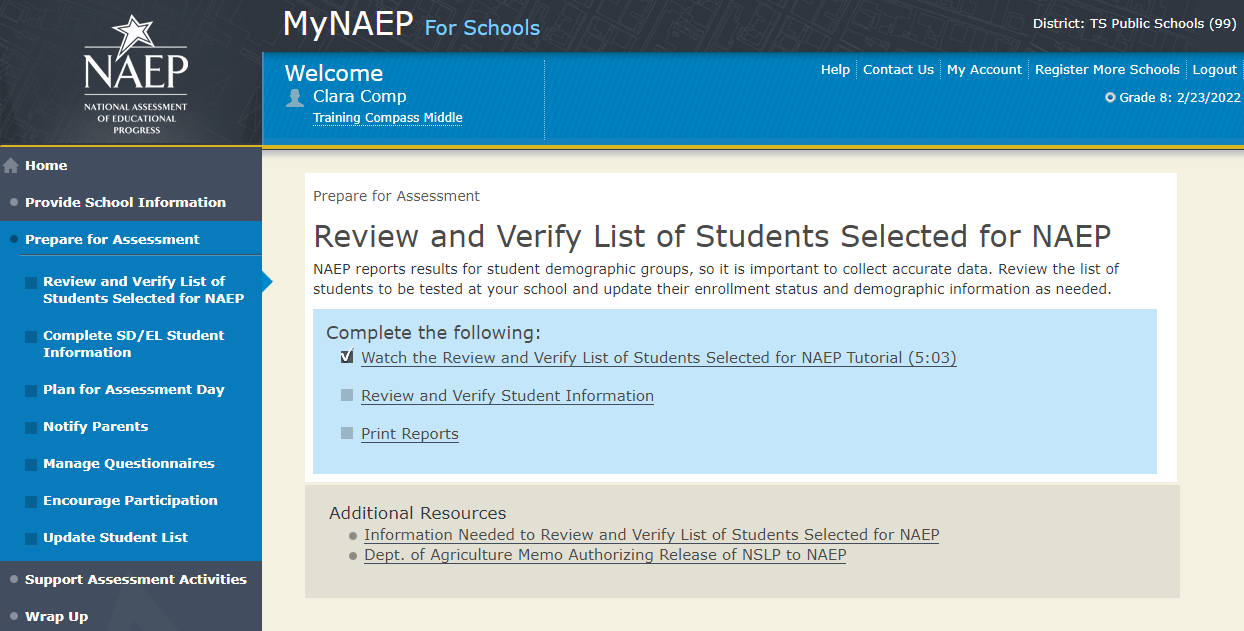 MyNAEP For Schools
District: TS Public Schools (99)
NAEP
NATIONAL ASSESSMENT
OF EDUCATIONAL
PROGRESS
Welcome
Clara Comp
Training Compass Middle
Help Contact Us My Account Register More Schools Logout
Grade 8: 2/23/2022
Home
Provide School Information
Prepare for Assessment
Review and Verify List of
Students Selected for NAEP
Complete SD/EL Student
Information
Plan for Assessment Day
Notify Parents
Manage Questionnaires
Encourage Participation
Update Student List
Support Assessment Activities
Wrap Up
Prepare for Assessment
Review and Verify List of Students Selected for NAEP
NAEP reports results for student demographic groups, so it is important to collect accurate data. Review the list of
students to be tested at your school and update their enrollment status and demographic information as needed.
Complete the following:
Watch the Review and Verify List of Students Selected for NAEP Tutorial (5:03)
Review and Verify Student Information
Print Reports
Additional Resources
Information Needed to Review and Verify List of Students Selected for NAEP
Dept. of Agriculture Memo Authorizing Release of NSLP to NAEP